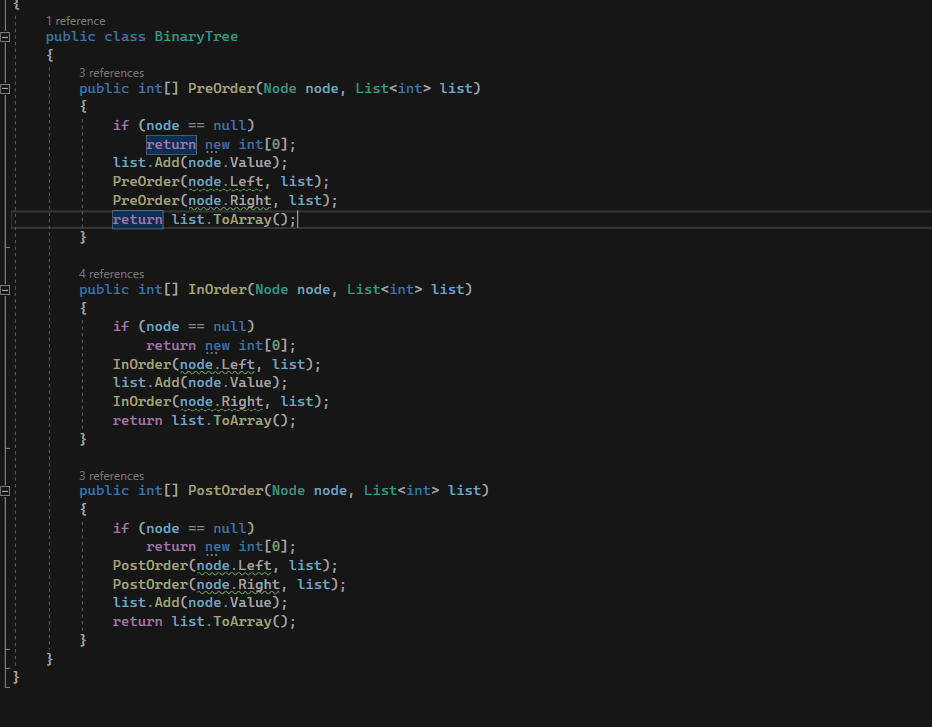 {
1 reference
public class BinaryTree
{
3 references
public int[] PreOrder(Node node, List<int> list)
{
if (node == null)
return new int[0];
list.Add(node.Value);
PreOrder(node.Left, list);
PreOrder(node.Right, list);
return list.ToArray();
}
4 references
public int[] InOrder(Node node, List<int> list)
{
if (node == null)
return new int[0];
InOrder(node.Left, list);
list.Add(node.Value);
InOrder(node.Right, list);
return list.ToArray();
}
3 references
public int[] PostOrder(Node node, List<int> list)
{
if (node == null)
return new int[0];
PostOrder(node.Left, list);
PostOrder(node.Right, list);
list.Add(node.Value);
return list.ToArray();
}
}
}